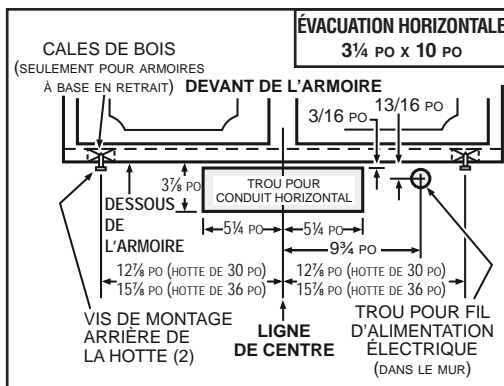 ÉVACUATION HORIZONTALE
3¼ PO X 10 PO
CALES DE BOIS
(SEULEMENT POUR ARMOIRES
À BASE EN RETRAIT)
DEVANT DE L'ARMOIRE
3/16 PO
13/16 PO
3⅞ PO
TROU POUR
CONDUIT HORIZONTAL
DESSOUS
DE
L'ARMOIRE
5¼ PO
5¼ PO
9¾ PO
12⅞ PO (HOTTE DE 30 PO)
15⅞ PO (HOTTE DE 36 PO)
12⅞ PO (HOTTE DE 30 PO)
15⅞ PO (HOTTE DE 36 PO)
VIS DE MONTAGE
ARRIÈRE DE
LA HOTTE (2)
LIGNE
DE CENTRE
TROU POUR FIL
D'ALIMENTATION
ÉLECTRIQUE
(DANS LE MUR)